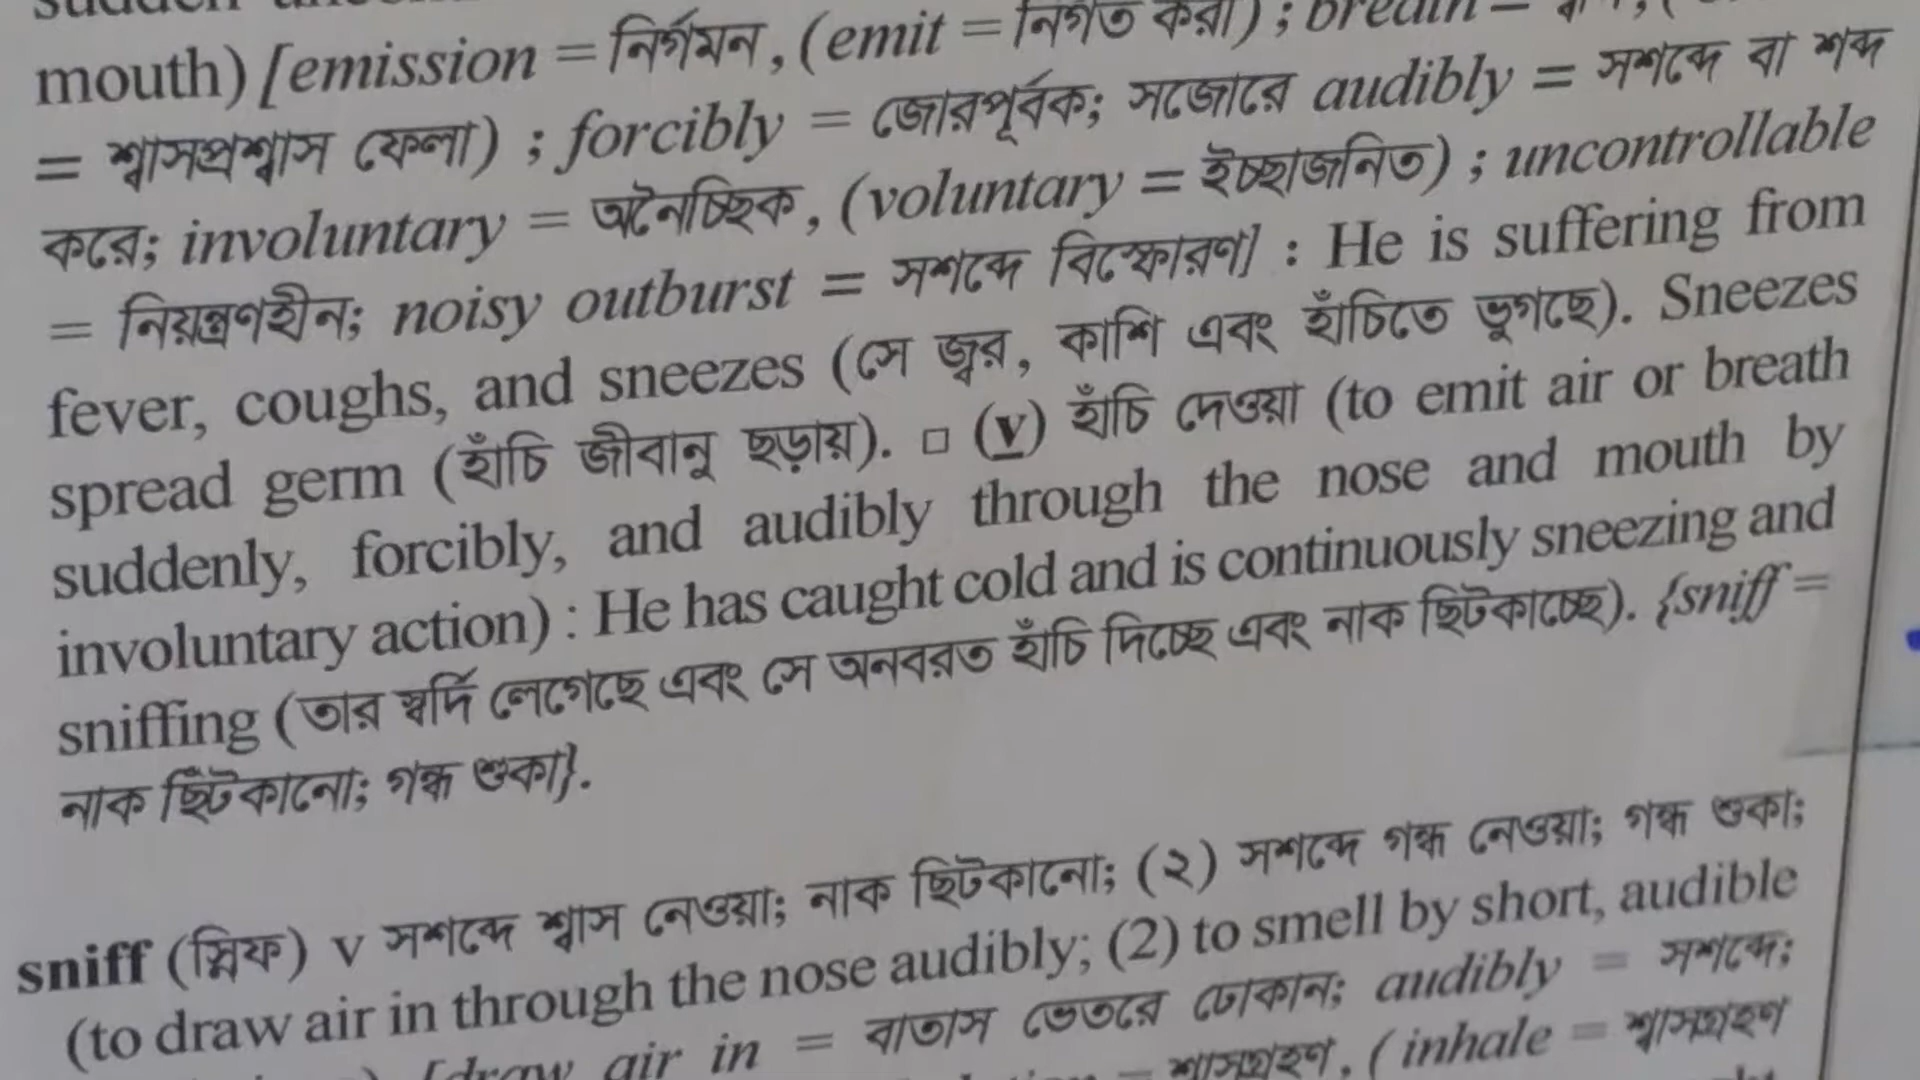 mouth) [emission = নির্গমন, (emit = নির্গত করা) ; breath =
= শ্বাসপ্রশ্বাস ফেলা) ; forcibly = জোরপূর্বক; সজোরে audibly = সশব্দে বা শব্দ
করে; involuntary = অনৈচ্ছিক, (voluntary = ইচ্ছাজনিত) ; uncontrollable
= নিয়ন্ত্রণহীন; noisy outburst = সশব্দে বিস্ফোরণ] : He is suffering from
fever, coughs, and sneezes (সে জ্বর, কাশি এবং হাঁচিতে ভুগছে). Sneezes
spread germ (হাঁচি জীবানু ছড়ায়). □ (v) হাঁচি দেওয়া (to emit air or breath
suddenly, forcibly, and audibly through the nose and mouth by
involuntary action) : He has caught cold and is continuously sneezing and
sniffing (তার স্বর্দি লেগেছে এবং সে অনবরত হাঁচি দিচ্ছে এবং নাক ছিটকাচ্ছে). {sniff =
নাক ছিঁটকানো; গন্ধ শুকা}.
sniff (স্নিফ) v সশব্দে শ্বাস নেওয়া; নাক ছিটকানো; (২) সশব্দে গন্ধ নেওয়া; গন্ধ শুকা;
(to draw air in through the nose audibly; (2) to smell by short, audible
[draw air in = বাতাস ভেতরে ঢোকান; audibly = সশব্দে;
শ্বাসগ্রহণ, (inhale = শ্বাসগ্রহণ